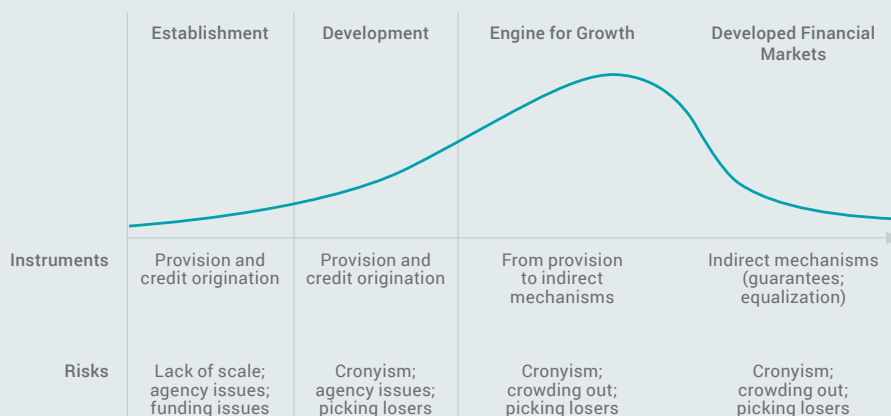 Establishment
Development
Engine for Growth
Developed Financial
Markets
Instruments
Provision and
credit origination
Provision and
credit origination
From provision
to indirect
mechanisms
Indirect mechanisms
(guarantees;
equalization)
Risks
Lack of scale;
agency issues;
funding issues
Cronyism;
agency issues;
picking losers
Cronyism;
crowding out;
picking losers
Cronyism;
crowding out;
picking losers